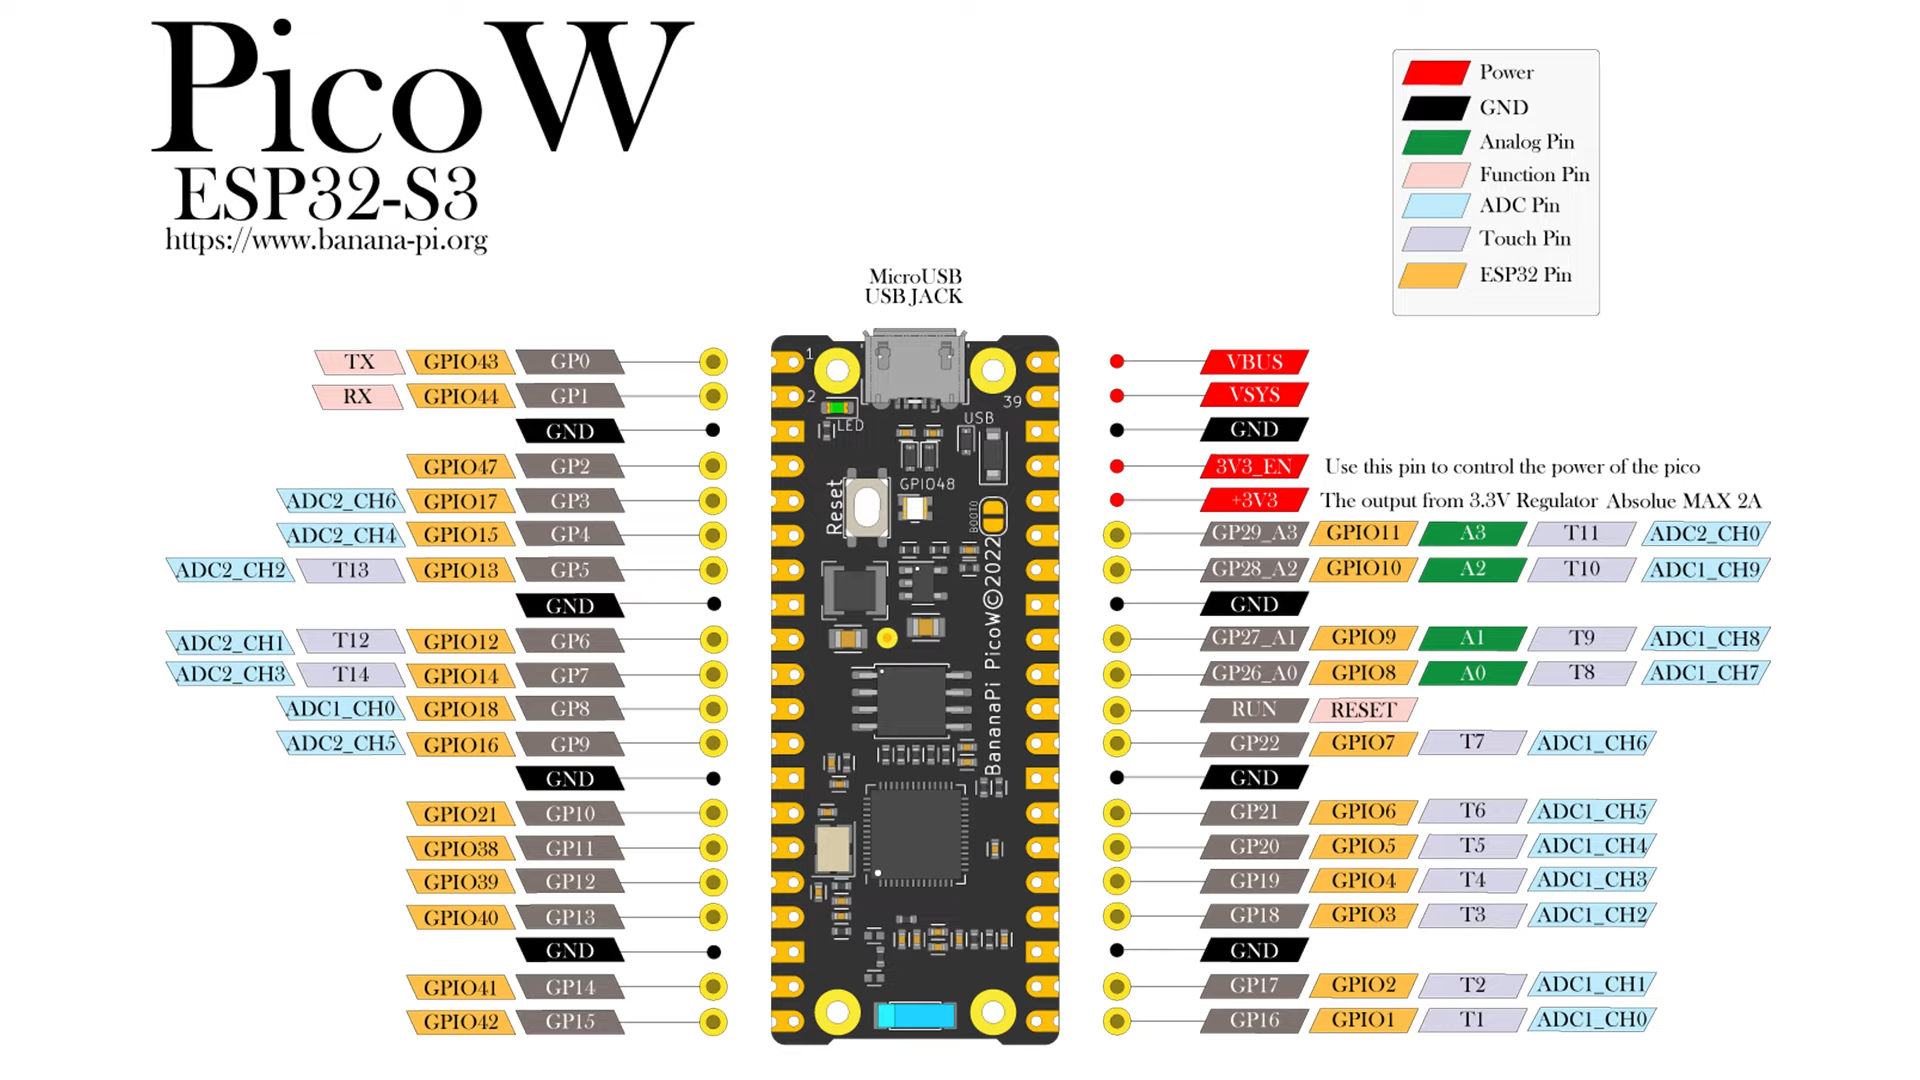 Pico W
ESP32-S3
https://www.banana-pi.org
Power
GND
Analog Pin
Function Pin
ADC Pin
Touch Pin
ESP32 Pin
MicroUSB
USB JACK
TX GPIO43 GP0
RX GPIO44 GP1
GND
GPIO47 GP2
ADC2_CH6 GPIO17 GP3
ADC2_CH4 GPIO15 GP4
ADC2_CH2 T13 GPIO13 GP5
GND
ADC2_CH1 T12 GPIO12 GP6
ADC2_CH3 T14 GPIO14 GP7
ADC1_CH0 GPIO18 GP8
ADC2_CH5 GPIO16 GP9
GND
GPIO21 GP10
GPIO38 GP11
GPIO39 GP12
GPIO40 GP13
GND
GPIO41 GP14
GPIO42 GP15
1
2
39
LED
USB
Reset
GPIO48
BOOT0
BananaPi PicoW©2022
VBUS
VSYS
GND
3V3_EN Use this pin to control the power of the pico
+3V3 The output from 3.3V Regulator Absolue MAX 2A
GP29_A3 GPIO11 A3 T11 ADC2_CH0
GP28_A2 GPIO10 A2 T10 ADC1_CH9
GND
GP27_A1 GPIO9 A1 T9 ADC1_CH8
GP26_A0 GPIO8 A0 T8 ADC1_CH7
RUN RESET
GP22 GPIO7 T7 ADC1_CH6
GND
GP21 GPIO6 T6 ADC1_CH5
GP20 GPIO5 T5 ADC1_CH4
GP19 GPIO4 T4 ADC1_CH3
GP18 GPIO3 T3 ADC1_CH2
GND
GP17 GPIO2 T2 ADC1_CH1
GP16 GPIO1 T1 ADC1_CH0